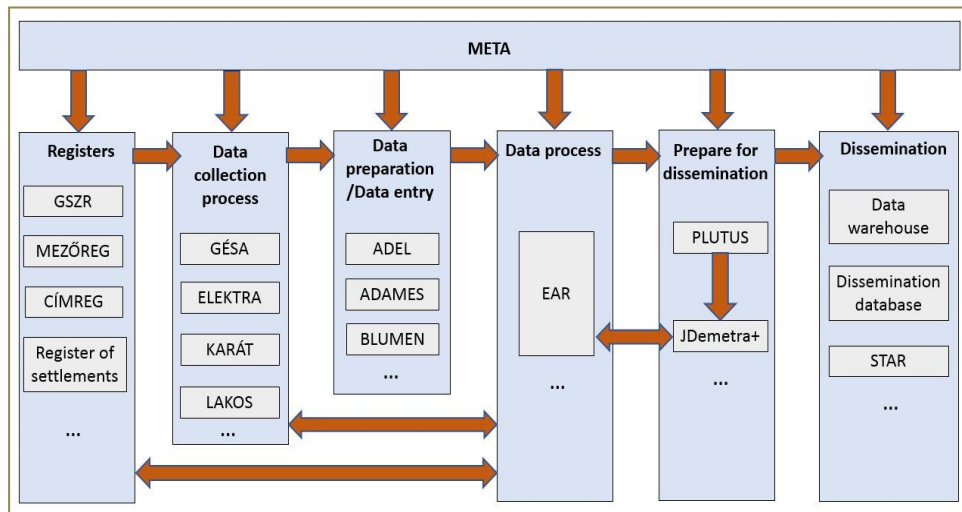 META
Registers
GSZR
MEZŐREG
CÍMREG
Register of
settlements
...
Data
collection
process
GÉSA
ELEKTRA
KARÁT
LAKOS
...
Data
preparation
/Data entry
ADEL
ADAMES
BLUMEN
...
Data process
EAR
...
Prepare for
dissemination
PLUTUS
JDemetra+
...
Dissemination
Data
warehouse
Dissemination
database
STAR
...